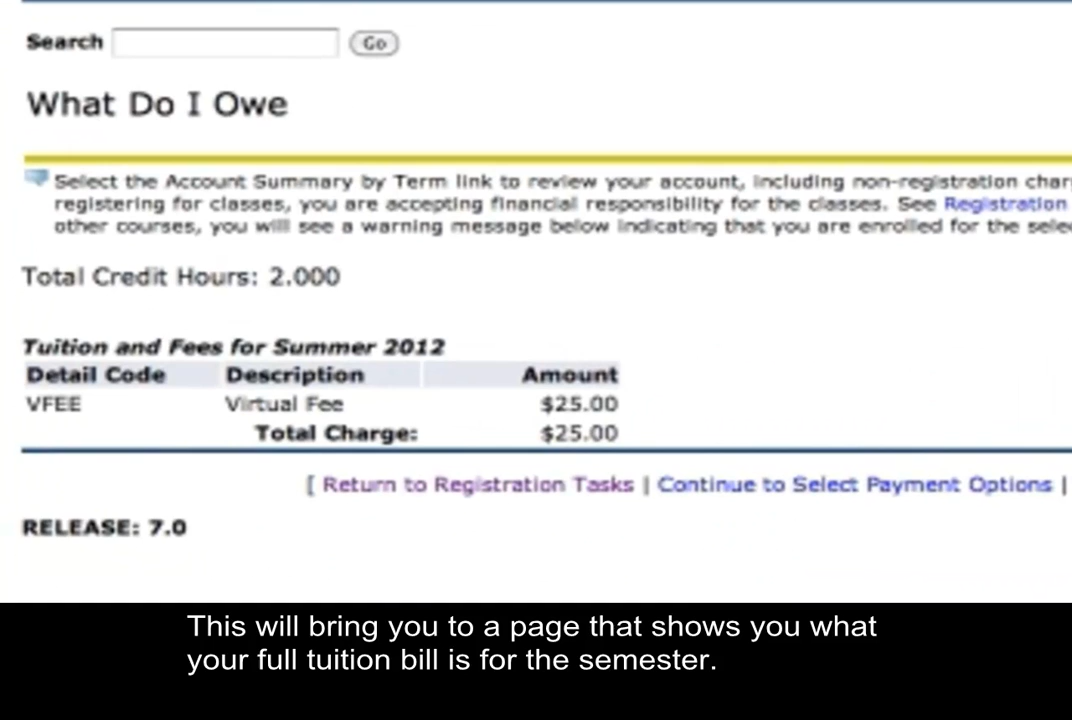 Search Go
What Do I Owe
Select the Account Summary by Term link to review your account, including non-registration
registering for classes, you are accepting financial responsibility for the classes. See Registration
other courses, you will see a warning message below indicating that you are enrolled for the
Total Credit Hours: 2.000
Tuition and Fees for Summer 2012
Detail Code Description Amount
VFEE Virtual Fee $25.00
Total Charge: $25.00
[ Return to Registration Tasks | Continue to Select Payment Options |
RELEASE: 7.0
This will bring you to a page that shows you what
your full tuition bill is for the semester.